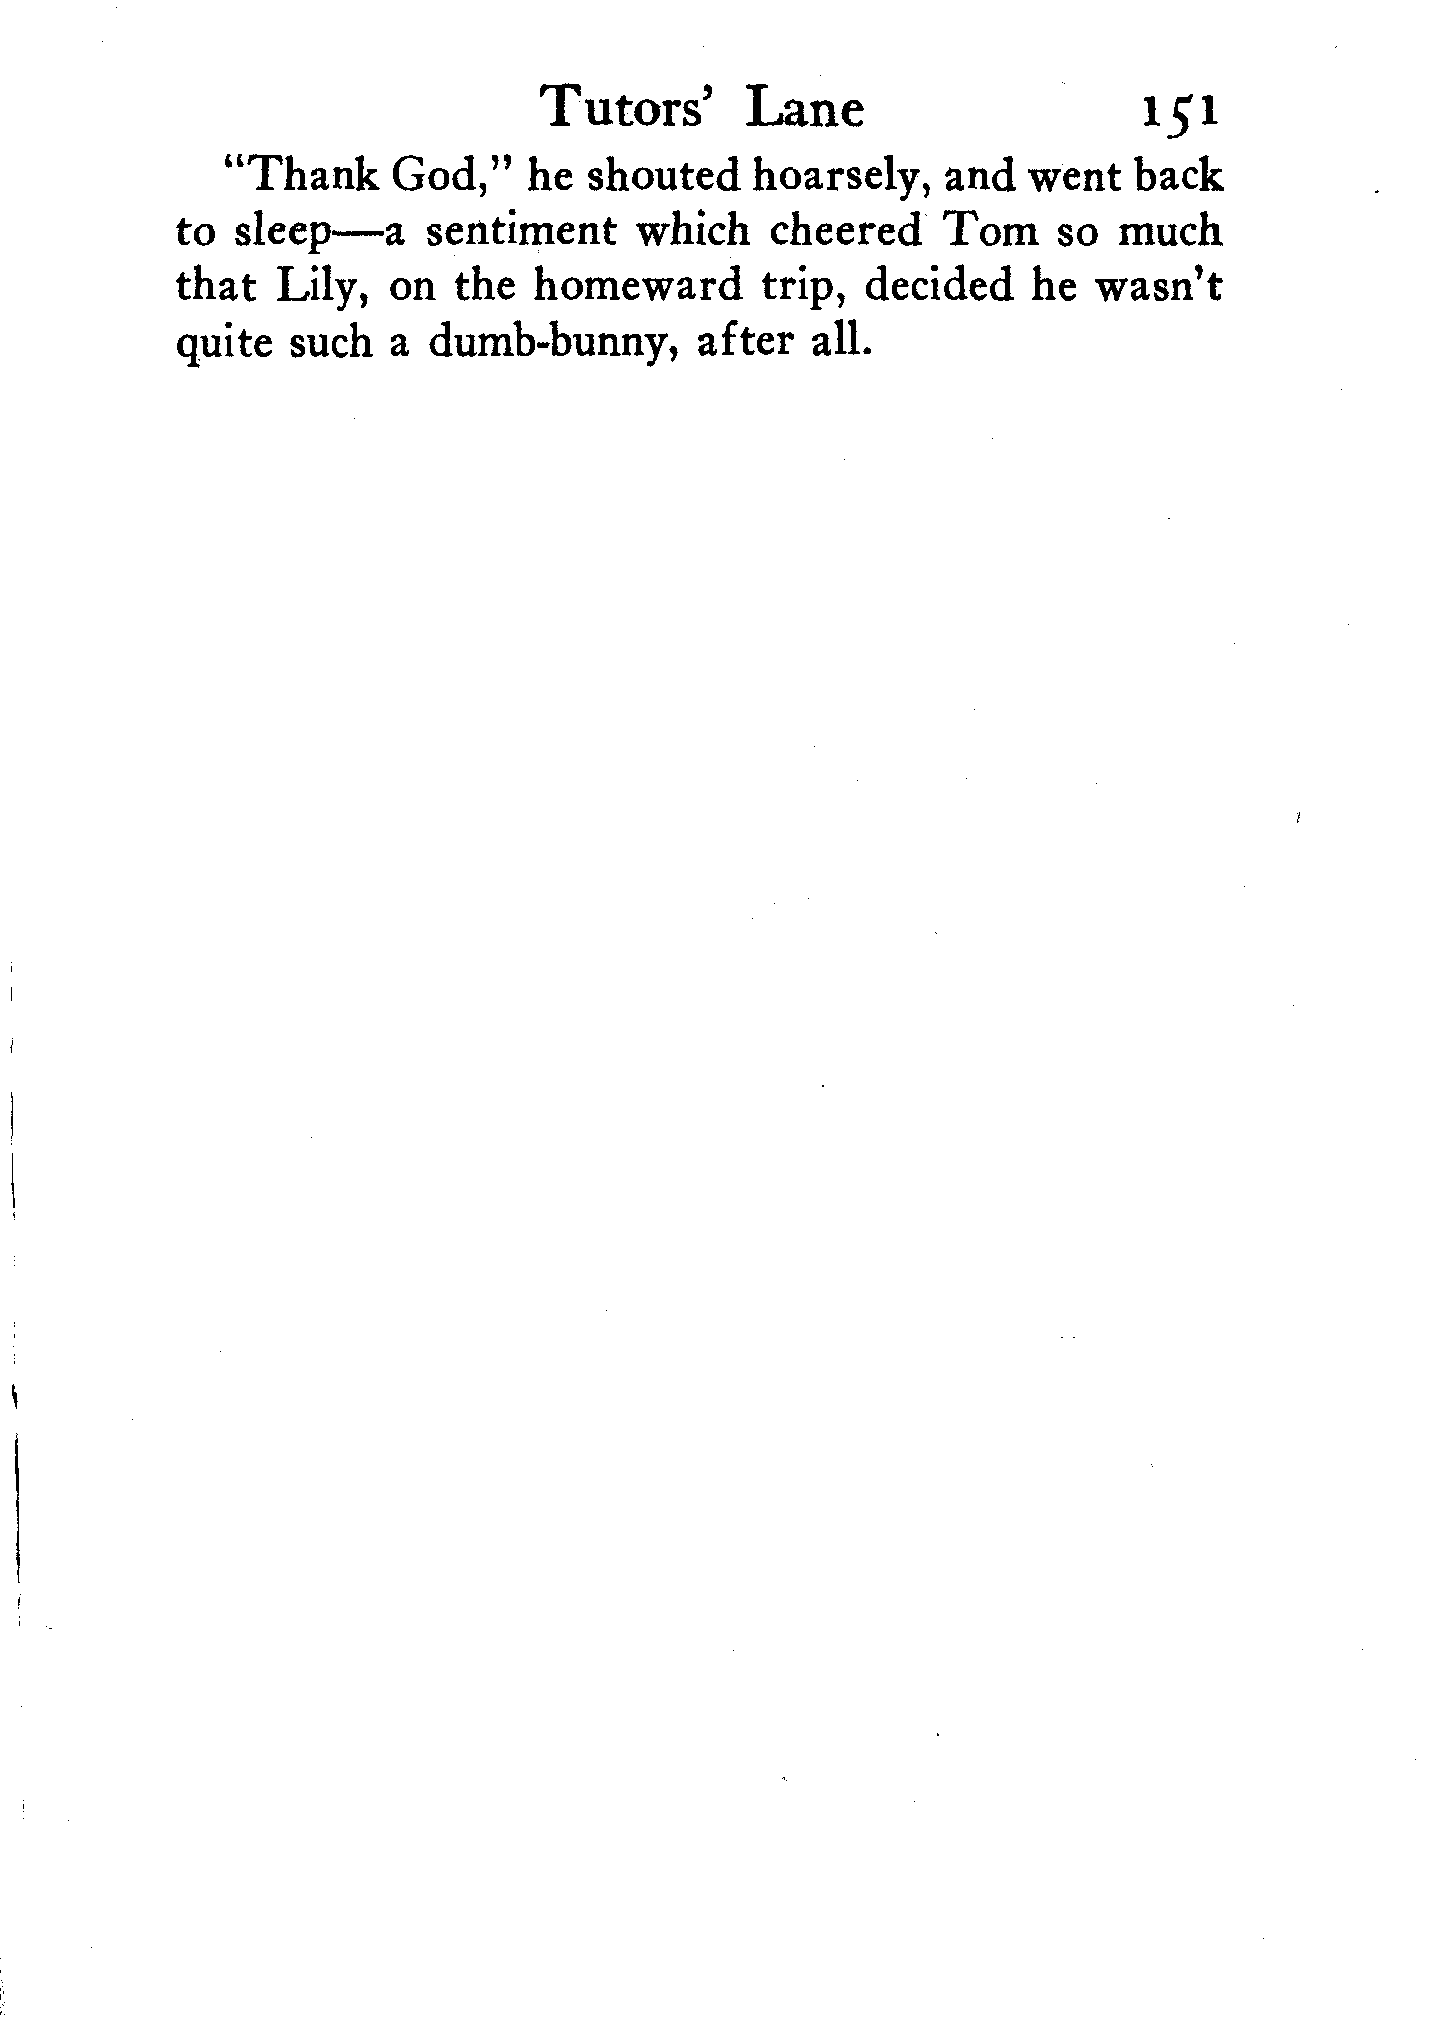 Tutors' Lane 151
"Thank God," he shouted hoarsely, and went back
to sleep—a sentiment which cheered Tom so much
that Lily, on the homeward trip, decided he wasn't
quite such a dumb-bunny, after all.